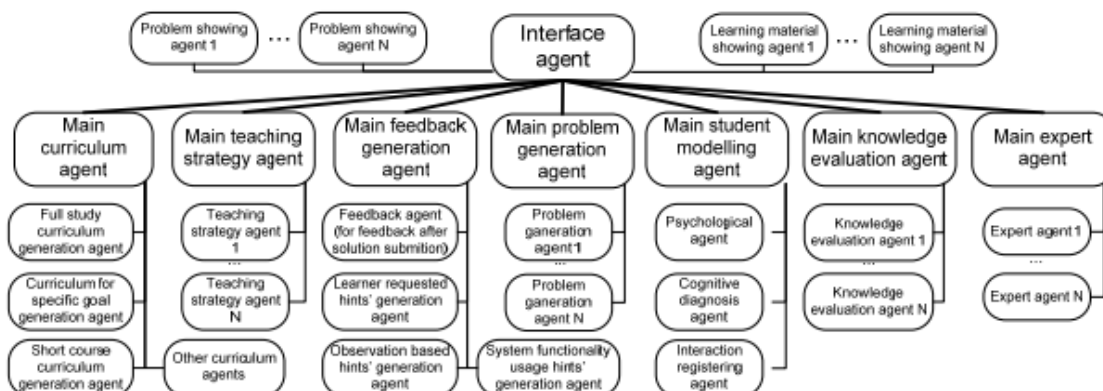 Problem showing
agent 1
...
Problem showing
agent N
Interface
agent
Learning material
showing agent 1
...
Learning material
showing agent N
Main
curriculum
agent
Main teaching
strategy agent
Main feedback
generation agent
Main problem
generation agent
Main student
modelling agent
Main knowledge
evaluation agent
Main expert
agent
Full study
curriculum
generation agent
Curriculum for
specific goal
generation agent
Short course
curriculum
generation agent
Other curriculum
agents
Teaching
strategy agent
1
...
Teaching
strategy agent
N
Feedback agent
(for feedback after
solution submition)
Learner requested
hints' generation
agent
Observation based
hints' generation
agent
System functionality
usage hints'
generation agent
Problem
ganeration
agent 1
...
Problem
ganeration
agent N
Psychological
agent
Cognitive
diagnosis
agent
Interaction
registering
agent
Knowledge
evaluation agent 1
...
Knowledge
evaluation agent N
Expert agent 1
...
Expert agent N